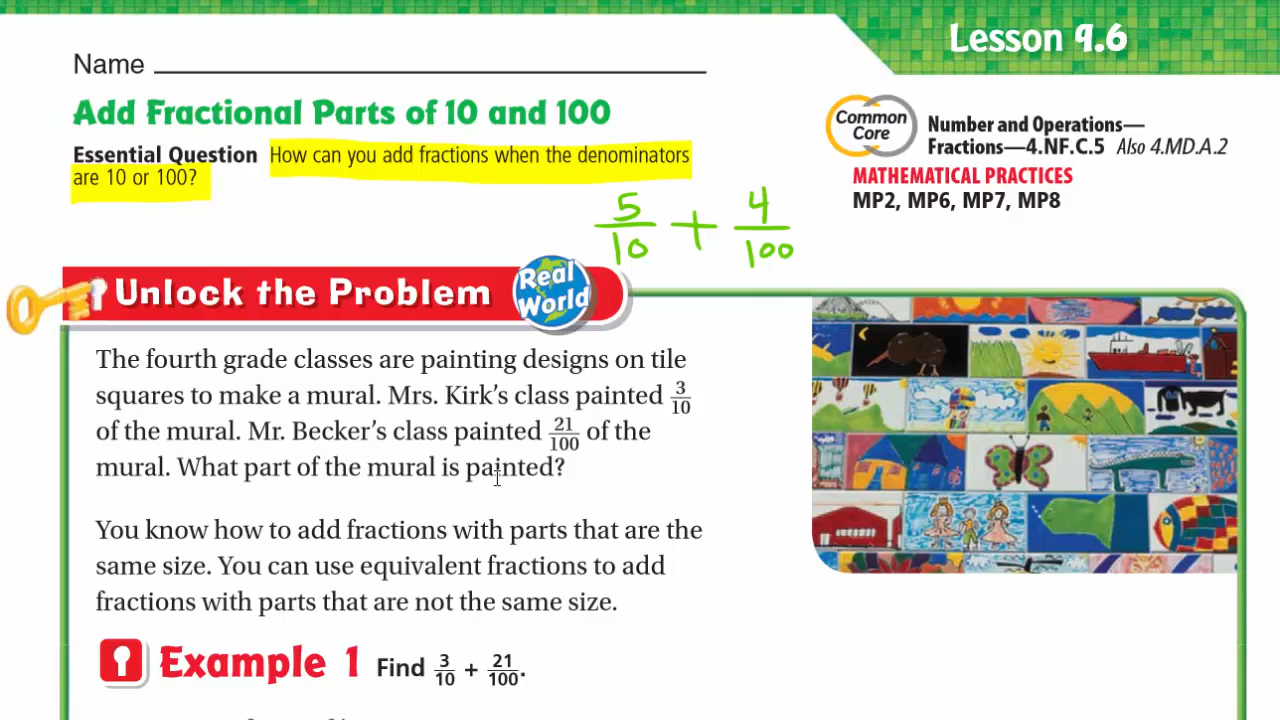 Lesson 9.6
Name
Add Fractional Parts of 10 and 100
Essential Question How can you add fractions when the denominators
are 10 or 100?
Common
Core
Number and Operations—
Fractions—4.NF.C.5 Also 4.MD.A.2
MATHEMATICAL PRACTICES
MP2, MP6, MP7, MP8
5/10 + 4/100
Unlock the Problem
Real
World
The fourth grade classes are painting designs on tile
squares to make a mural. Mrs. Kirk's class painted 3/10
of the mural. Mr. Becker's class painted 21/100 of the
mural. What part of the mural is painted?
You know how to add fractions with parts that are the
same size. You can use equivalent fractions to add
fractions with parts that are not the same size.
Example 1 Find 3/10 + 21/100.